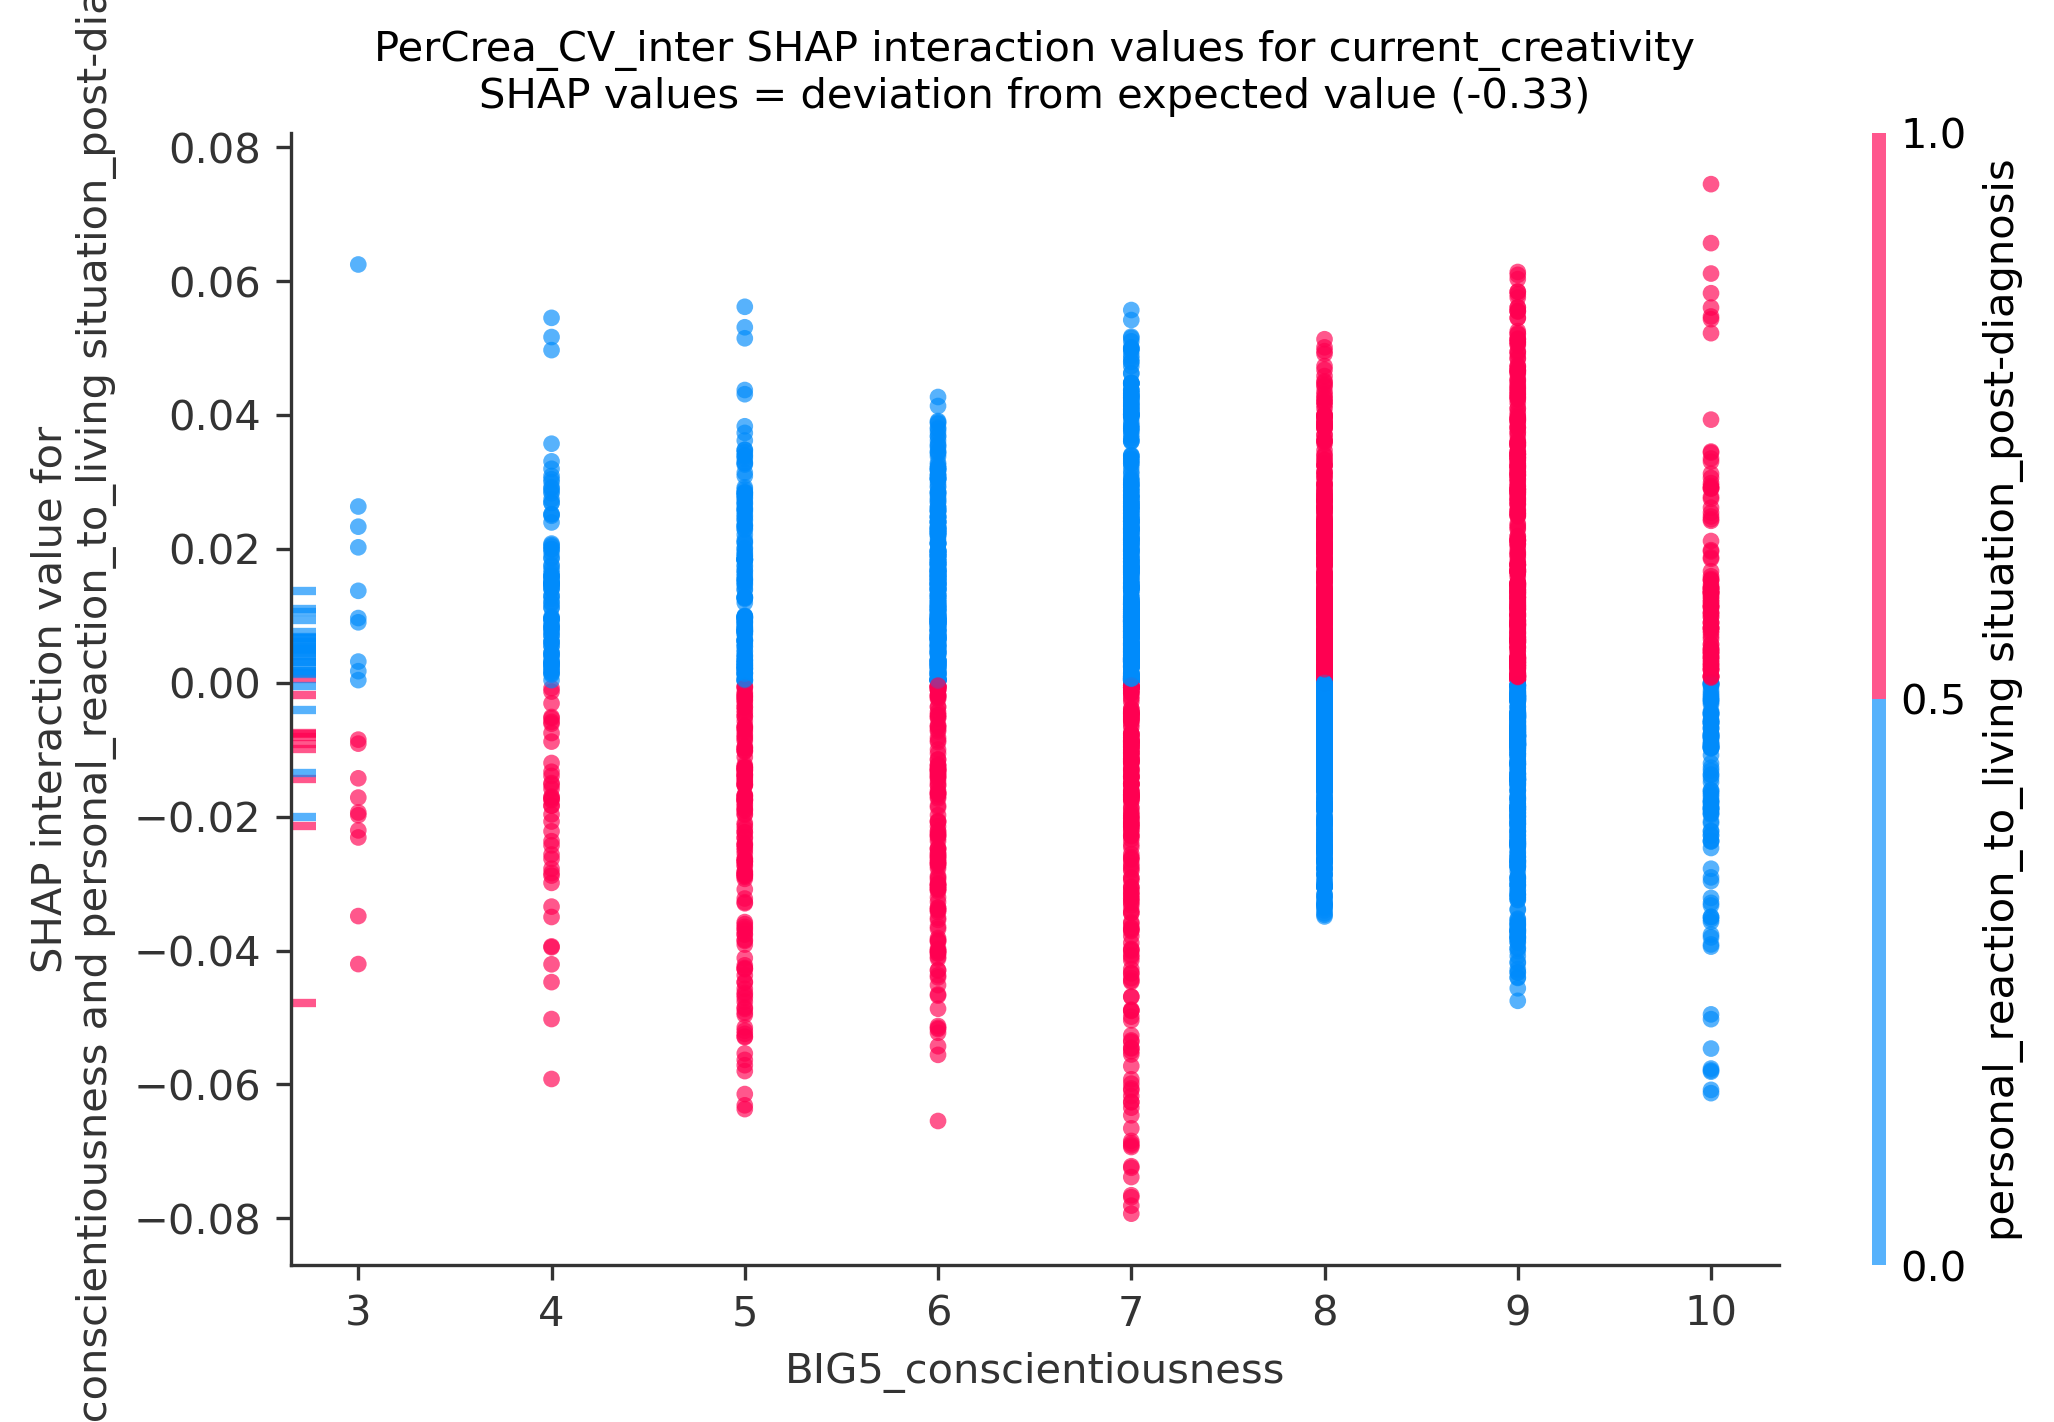 PerCrea_CV_inter SHAP interaction values for current_creativity
SHAP values = deviation from expected value (-0.33)
SHAP interaction value for
conscientiousness and personal_reaction_to_living situation_post-dia
0.08
0.06
0.04
0.02
0.00
−0.02
−0.04
−0.06
−0.08
3 4 5 6 7 8 9 10
BIG5_conscientiousness
1.0
0.5
0.0
personal_reaction_to_living situation_post-diagnosis